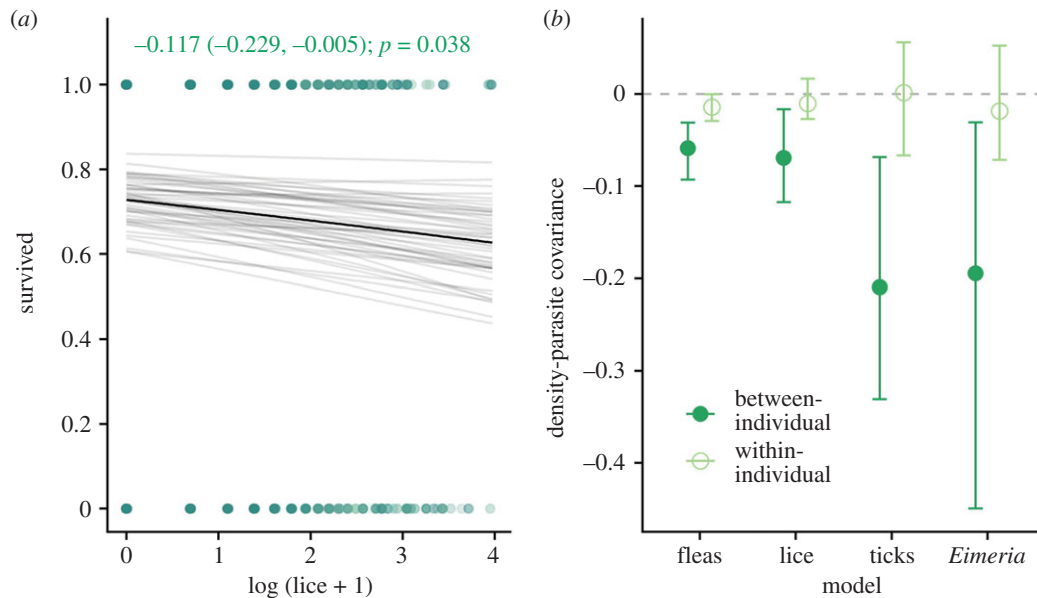 (a)
−0.117 (−0.229, −0.005); p = 0.038
1.0
0.8
0.6
0.4
0.2
0
survived
0 1 2 3 4
log (lice + 1)
(b)
0
−0.1
−0.2
−0.3
−0.4
density-parasite covariance
between-
individual
within-
individual
fleas lice ticks Eimeria
model